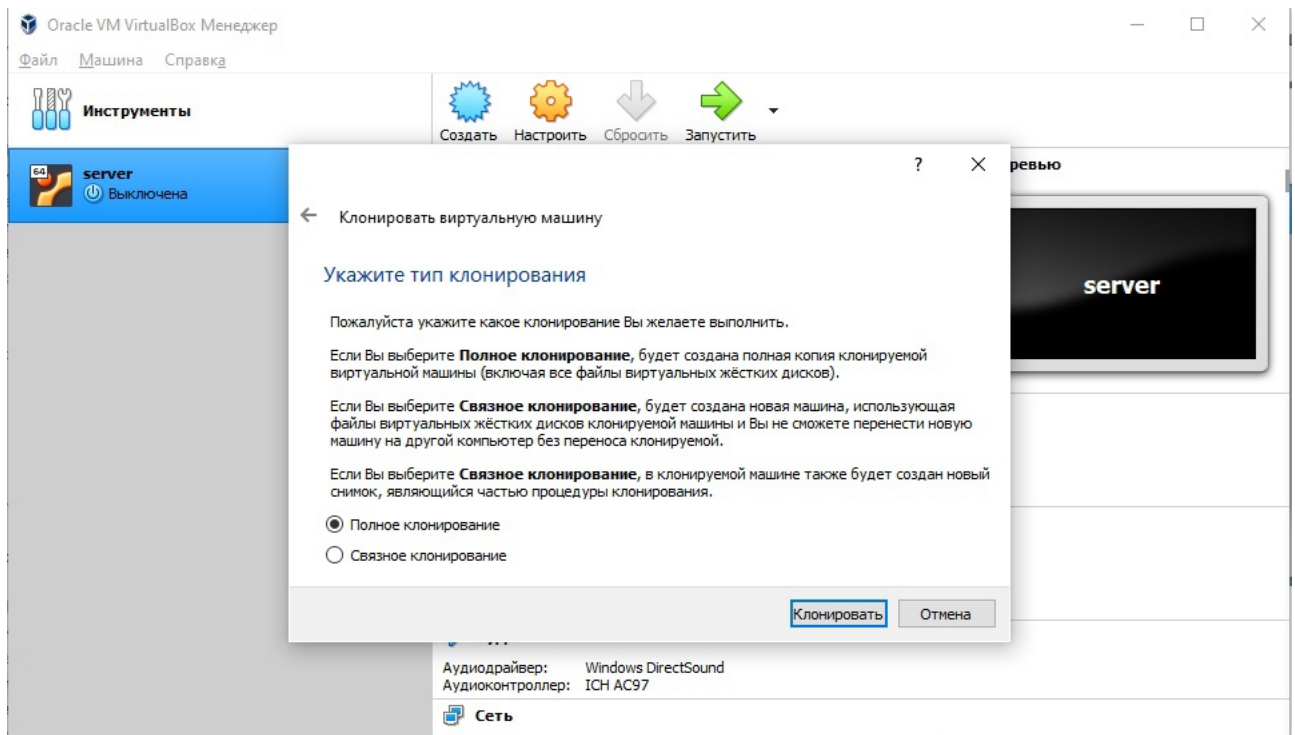 Oracle VM VirtualBox Менеджер
Файл Машина Справка
Инструменты
Создать Настроить Сбросить Запустить
64
server
Выключена
ревью
server
? 
Клонировать виртуальную машину
Укажите тип клонирования
Пожалуйста укажите какое клонирование Вы желаете выполнить.
Если Вы выберите Полное клонирование, будет создана полная копия клонируемой
виртуальной машины (включая все файлы виртуальных жёстких дисков).
Если Вы выберите Связное клонирование, будет создана новая машина, использующая
файлы виртуальных жёстких дисков клонируемой машины и Вы не сможете перенести новую
машину на другой компьютер без переноса клонируемой.
Если Вы выберите Связное клонирование, в клонируемой машине также будет создан новый
снимок, являющийся частью процедуры клонирования.
Полное клонирование
Связное клонирование
Клонировать Отмена
Аудиодрайвер: Windows DirectSound
Аудиоконтроллер: ICH AC97
Сеть